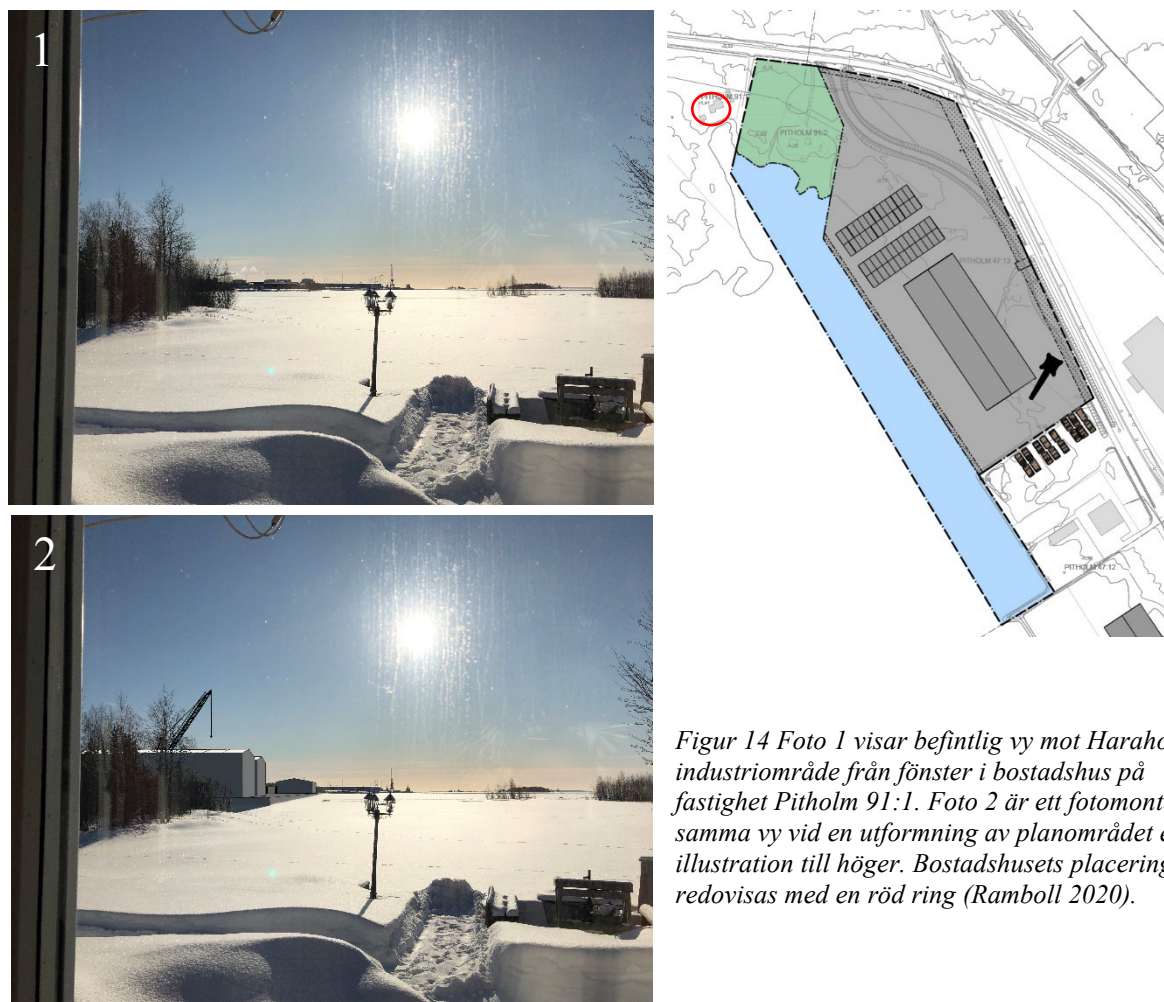 1
PITHOLM 91:2
PITHOLM 47:13
PITHOLM 47:12
2
Figur 14 Foto 1 visar befintlig vy mot Haraho
industriområde från fönster i bostadshus på
fastighet Pitholm 91:1. Foto 2 är ett fotomont
samma vy vid en utformning av planområdet e
illustration till höger. Bostadshusets placering
redovisas med en röd ring (Ramboll 2020).